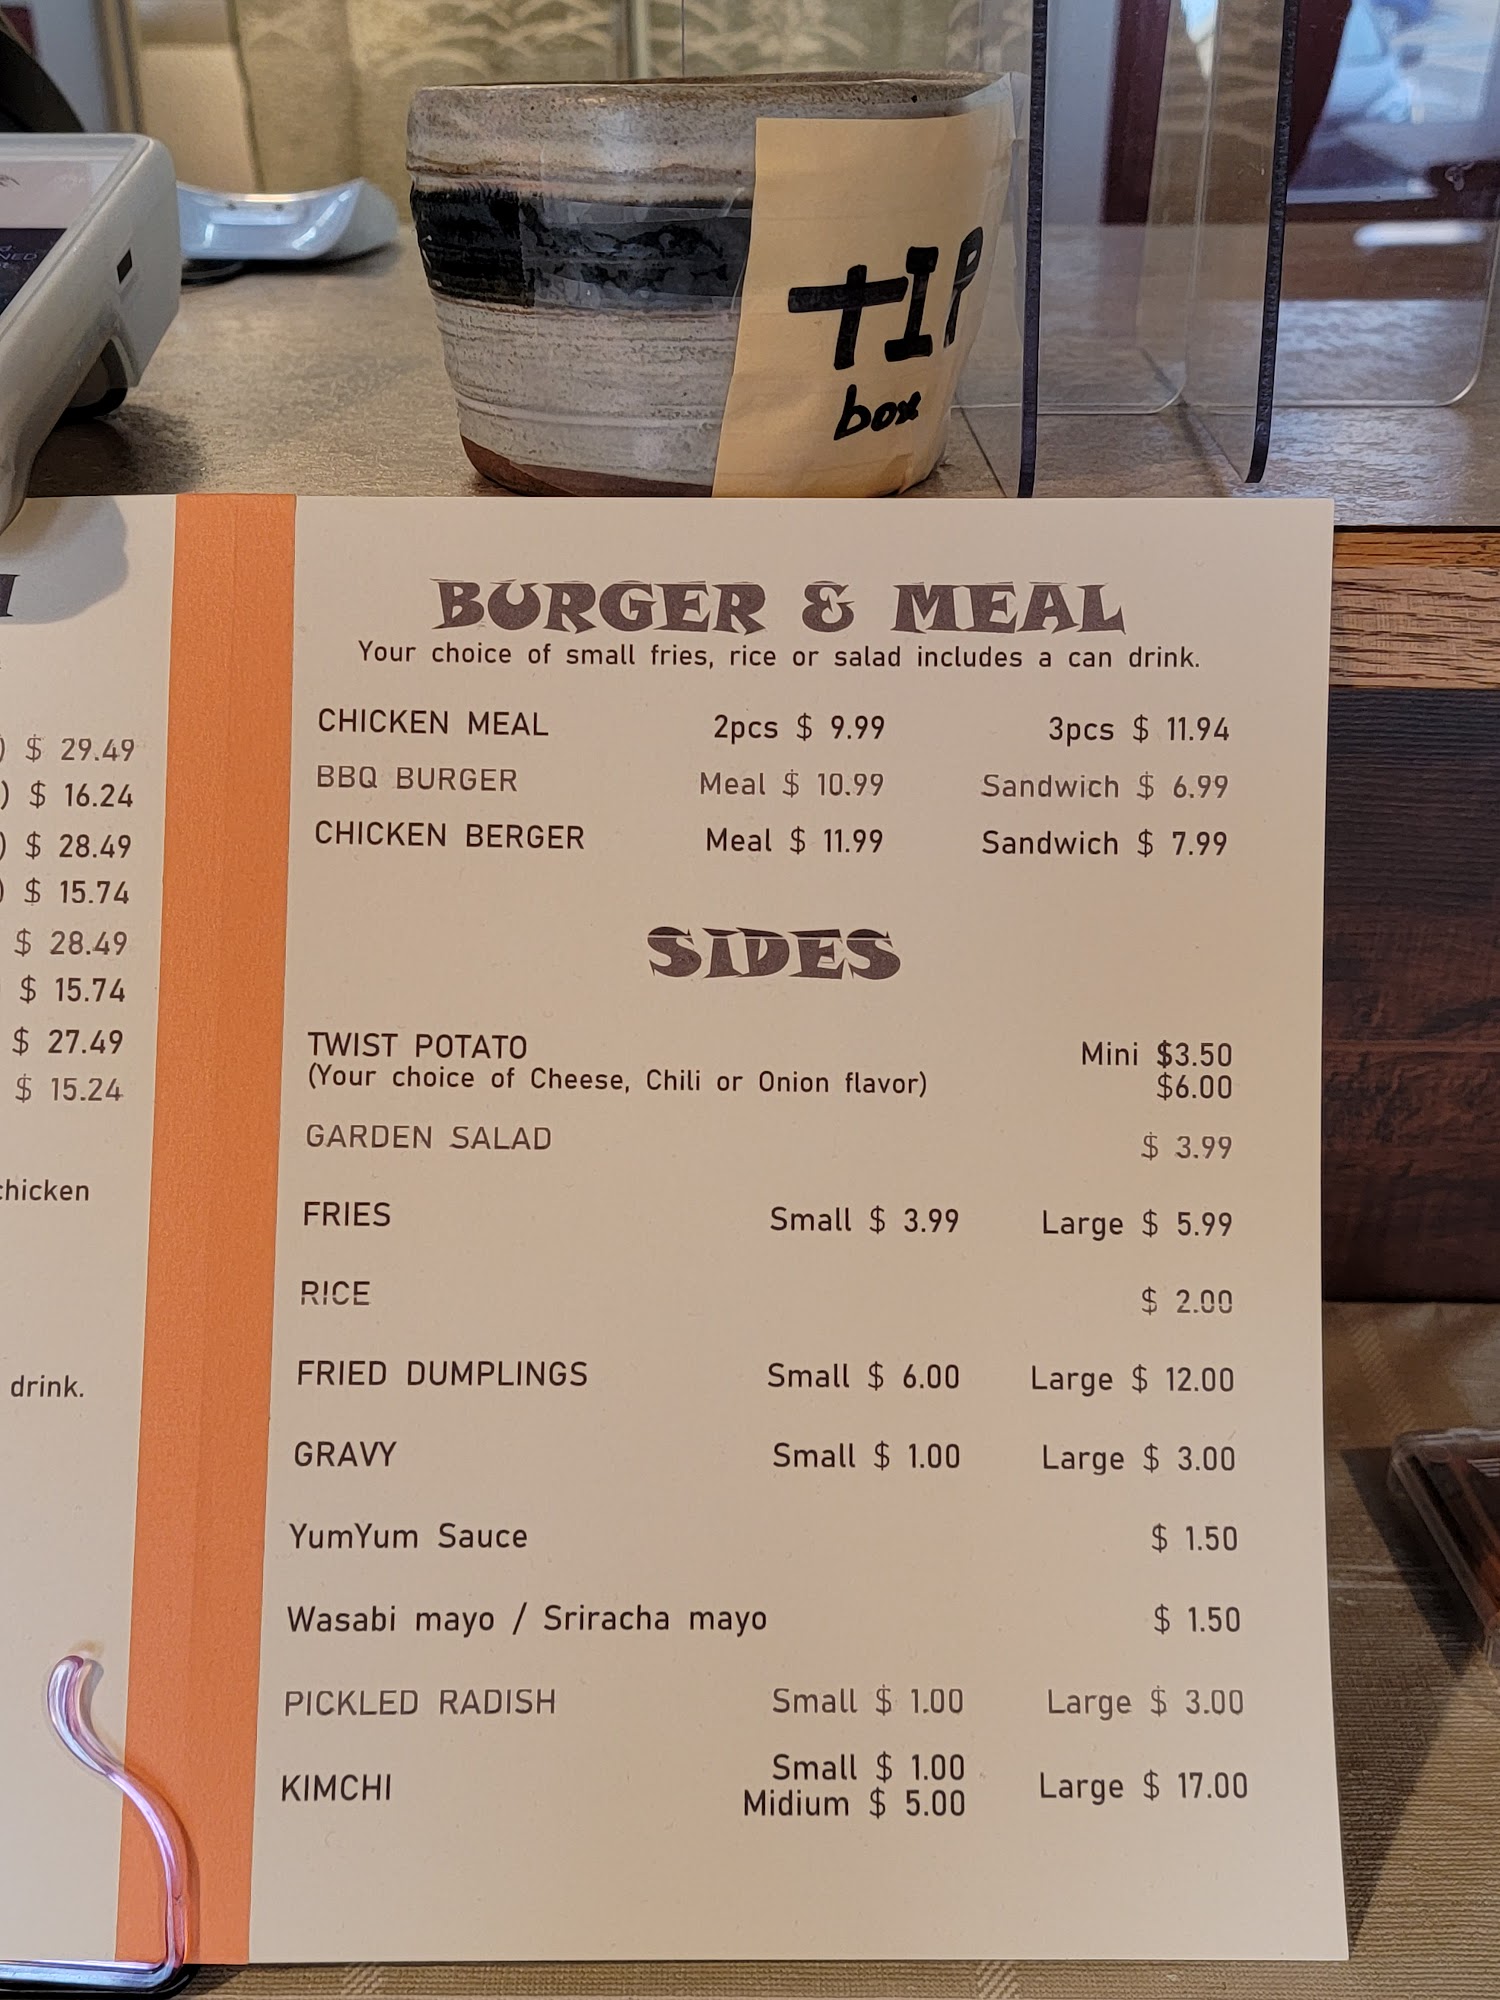 TIP
box
$ 29.49
$ 16.24
$ 28.49
$ 15.74
$ 28.49
$ 15.74
$ 27.49
$ 15.24
chicken
drink.
BURGER & MEAL
Your choice of small fries, rice or salad includes a can drink.
CHICKEN MEAL 2pcs $ 9.99 3pcs $ 11.94
BBQ BURGER Meal $ 10.99 Sandwich $ 6.99
CHICKEN BERGER Meal $ 11.99 Sandwich $ 7.99
SIDES
TWIST POTATO Mini $3.50
(Your choice of Cheese, Chili or Onion flavor) $6.00
GARDEN SALAD $ 3.99
FRIES Small $ 3.99 Large $ 5.99
RICE $ 2.00
FRIED DUMPLINGS Small $ 6.00 Large $ 12.00
GRAVY Small $ 1.00 Large $ 3.00
YumYum Sauce $ 1.50
Wasabi mayo / Sriracha mayo $ 1.50
PICKLED RADISH Small $ 1.00 Large $ 3.00
KIMCHI Small $ 1.00 Large $ 17.00
Midium $ 5.00